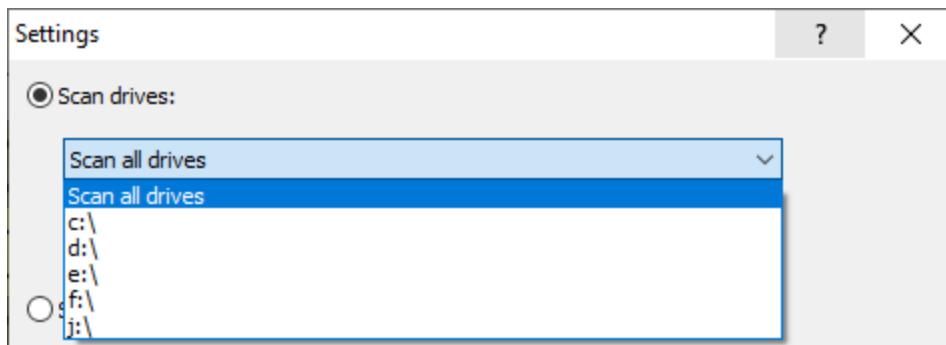 Settings
?
Scan drives:
Scan all drives
Scan all drives
c:\
d:\
e:\
f:\
j:\